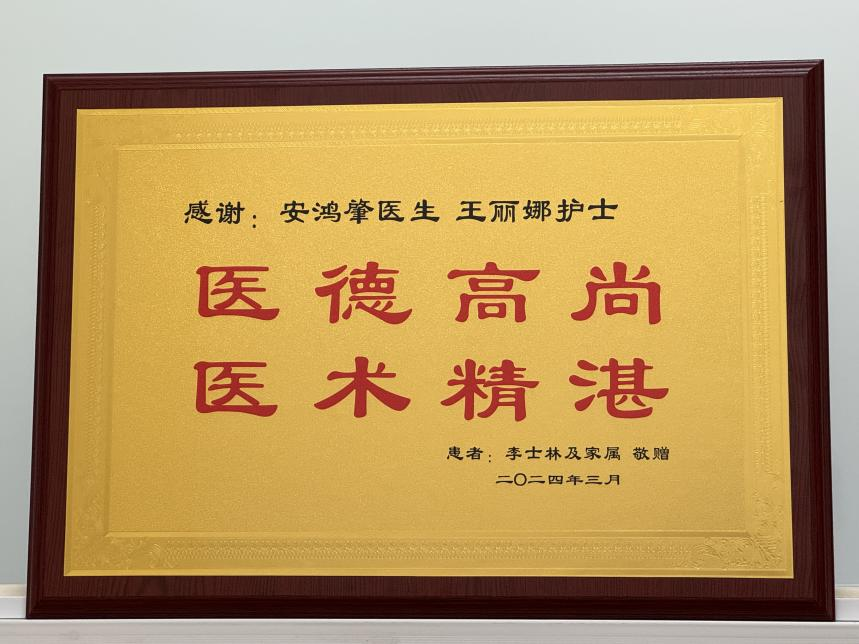 感谢：安鸿肇医生 王丽娜护士
医德高尚
医术精湛
患者：李士林及家属 敬赠
二〇二四年三月